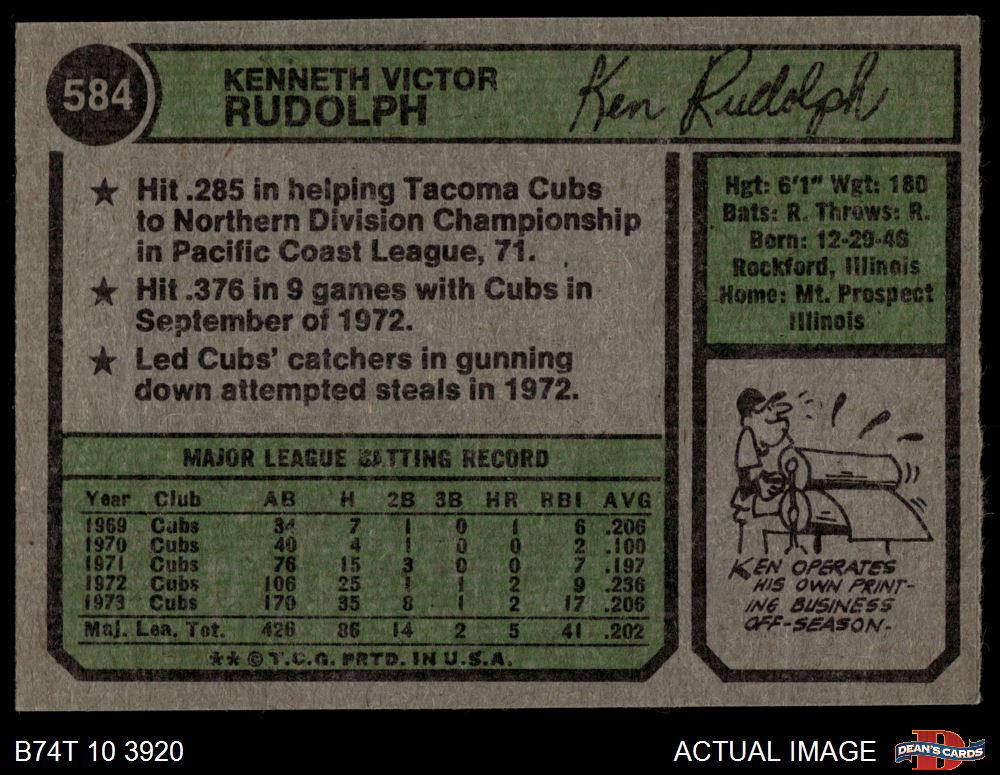 584
KENNETH VICTOR
RUDOLPH
Ken Rudolph
★ Hit .285 in helping Tacoma Cubs
to Northern Division Championship
in Pacific Coast League, 71.
★ Hit .376 in 9 games with Cubs in
September of 1972.
★ Led Cubs' catchers in gunning
down attempted steals in 1972.
Hgt: 6'1" Wgt: 180
Bats: R. Throws: R.
Born: 12-29-46
Rockford, Illinois
Home: Mt. Prospect
Illinois
MAJOR LEAGUE BATTING RECORD
Year Club AB H 2B 3B HR RBI AVG
1969 Cubs 34 7 1 0 1 6 .206
1970 Cubs 40 4 1 0 0 2 .100
1971 Cubs 76 15 3 0 0 7 .197
1972 Cubs 106 25 1 1 2 9 .236
1973 Cubs 170 35 8 1 2 17 .206
Maj. Lea. Tot. 426 86 14 2 5 41 .202
** © T.C.G. PRTD. IN U.S.A.
KEN OPERATES
HIS OWN PRINT-
ING BUSINESS
OFF-SEASON.
B74T 10 3920
ACTUAL IMAGE
DEAN'S CARDS